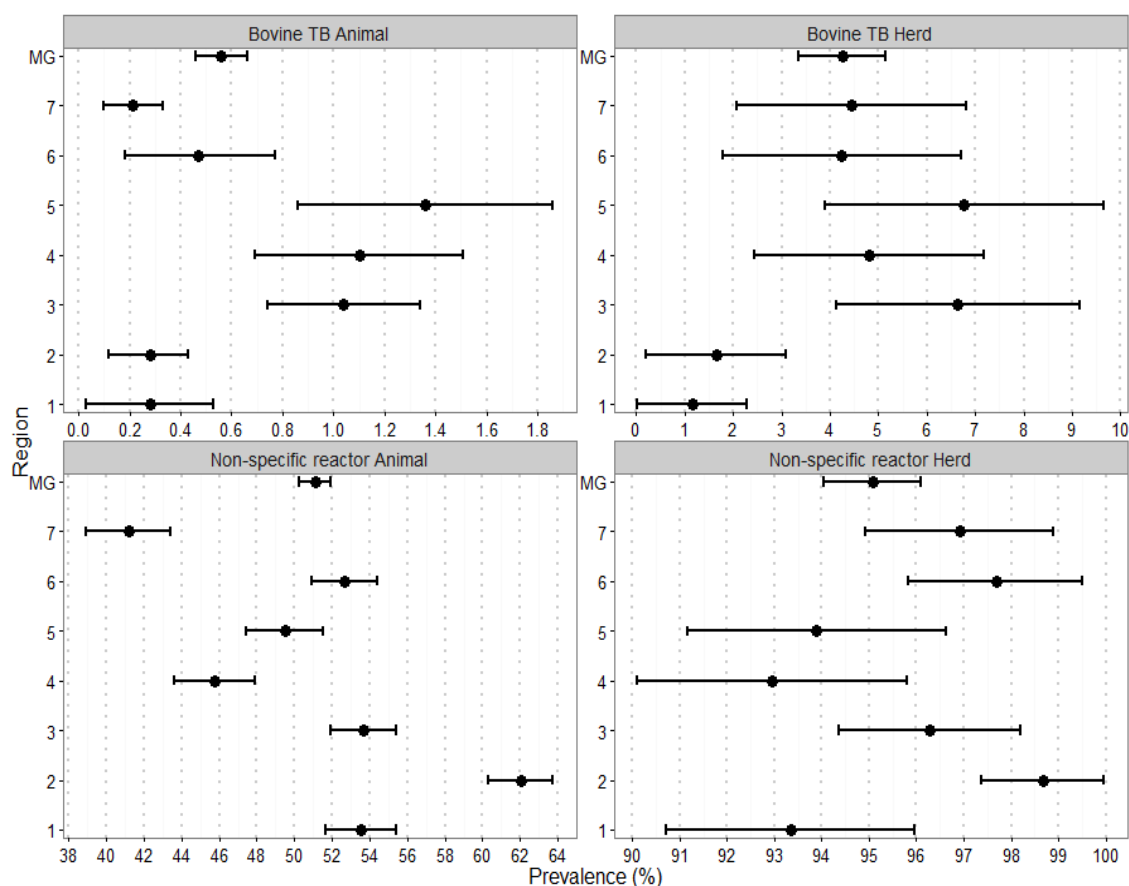 Bovine TB Animal
Bovine TB Herd
MG
7
6
5
4
3
2
1
0.0 0.2 0.4 0.6 0.8 1.0 1.2 1.4 1.6 1.8
MG
7
6
5
4
3
2
1
0 1 2 3 4 5 6 7 8 9 10
Region
Non-specific reactor Animal
Non-specific reactor Herd
MG
7
6
5
4
3
2
1
38 40 42 44 46 48 50 52 54 56 58 60 62 64
MG
7
6
5
4
3
2
1
90 91 92 93 94 95 96 97 98 99 100
Prevalence (%)